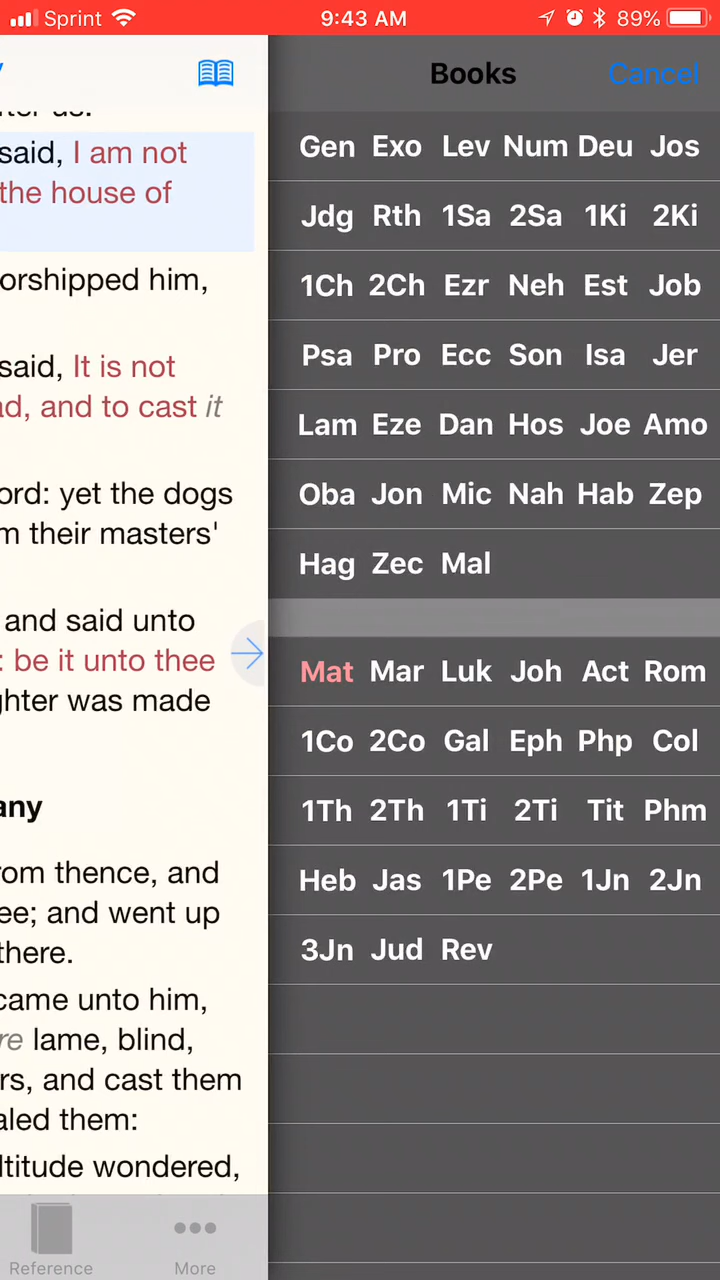 Sprint 9:43 AM 89%
Books Cancel
said, I am not
the house of
orshipped him,
said, It is not
ad, and to cast it
ord: yet the dogs
m their masters'
and said unto
: be it unto thee
ghter was made
any
rom thence, and
ee; and went up
there.
came unto him,
re lame, blind,
rs, and cast them
aled them:
ltitude wondered,
Reference More
Gen Exo Lev Num Deu Jos
Jdg Rth 1Sa 2Sa 1Ki 2Ki
1Ch 2Ch Ezr Neh Est Job
Psa Pro Ecc Son Isa Jer
Lam Eze Dan Hos Joe Amo
Oba Jon Mic Nah Hab Zep
Hag Zec Mal
Mat Mar Luk Joh Act Rom
1Co 2Co Gal Eph Php Col
1Th 2Th 1Ti 2Ti Tit Phm
Heb Jas 1Pe 2Pe 1Jn 2Jn
3Jn Jud Rev